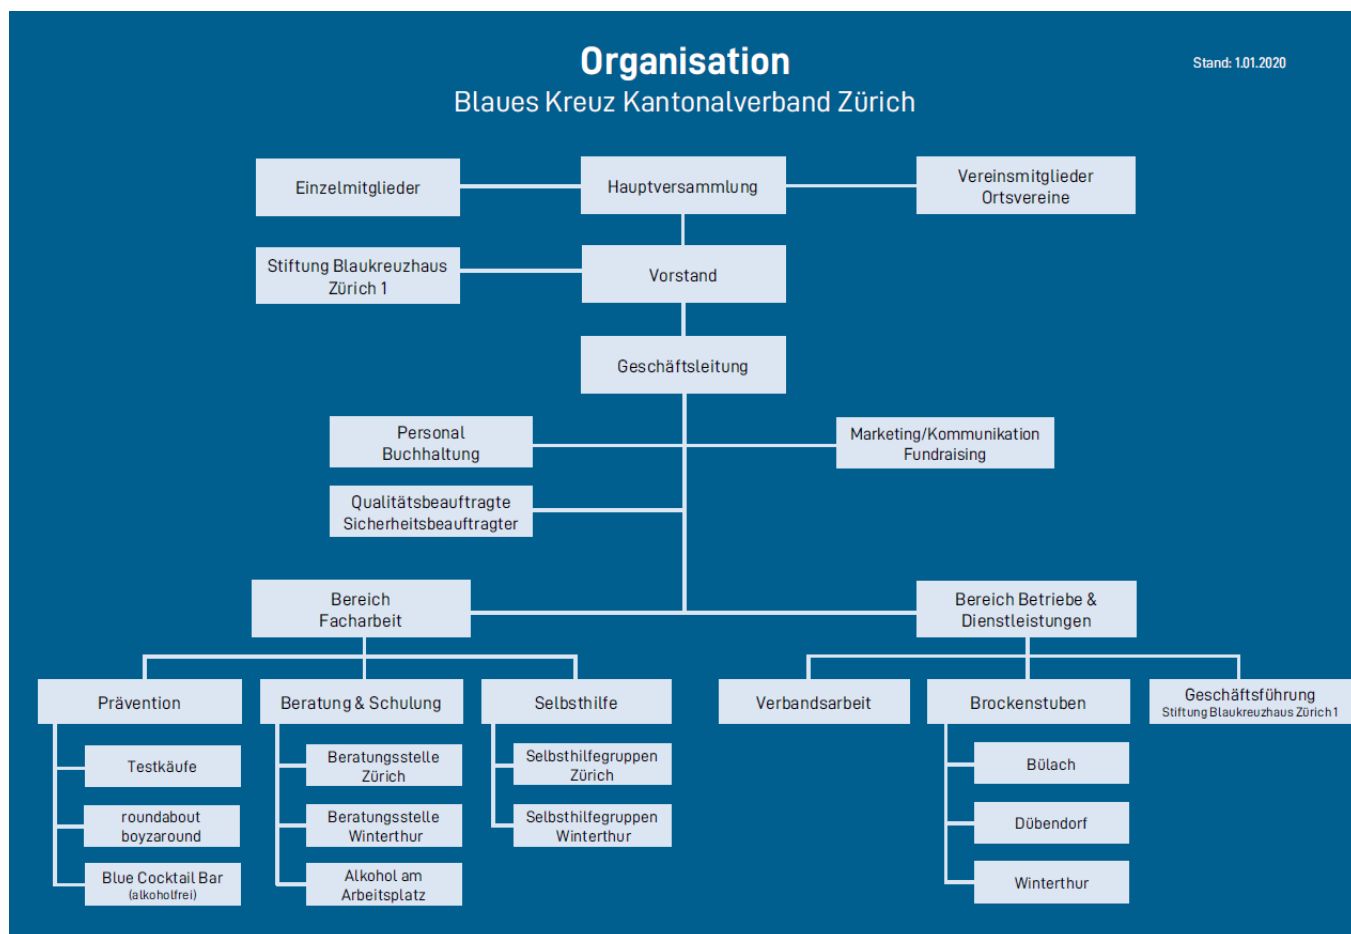 Organisation
Stand: 1.01.2020
Blaues Kreuz Kantonalverband Zürich
Einzelmitglieder
Hauptversammlung
Vereinsmitglieder
Ortsvereine
Stiftung Blaukreuzhaus
Zürich 1
Vorstand
Geschäftsleitung
Personal
Buchhaltung
Marketing/Kommunikation
Fundraising
Qualitätsbeauftragte
Sicherheitsbeauftragter
Bereich
Facharbeit
Bereich Betriebe &
Dienstleistungen
Prävention
Beratung & Schulung
Selbsthilfe
Verbandsarbeit
Brockenstuben
Geschäftsführung
Stiftung Blaukreuzhaus Zürich 1
Testkäufe
roundabout
boyzaround
Blue Cocktail Bar
(alkoholfrei)
Beratungsstelle
Zürich
Beratungsstelle
Winterthur
Alkohol am
Arbeitsplatz
Selbsthilfegruppen
Zürich
Selbsthilfegruppen
Winterthur
Bülach
Dübendorf
Winterthur